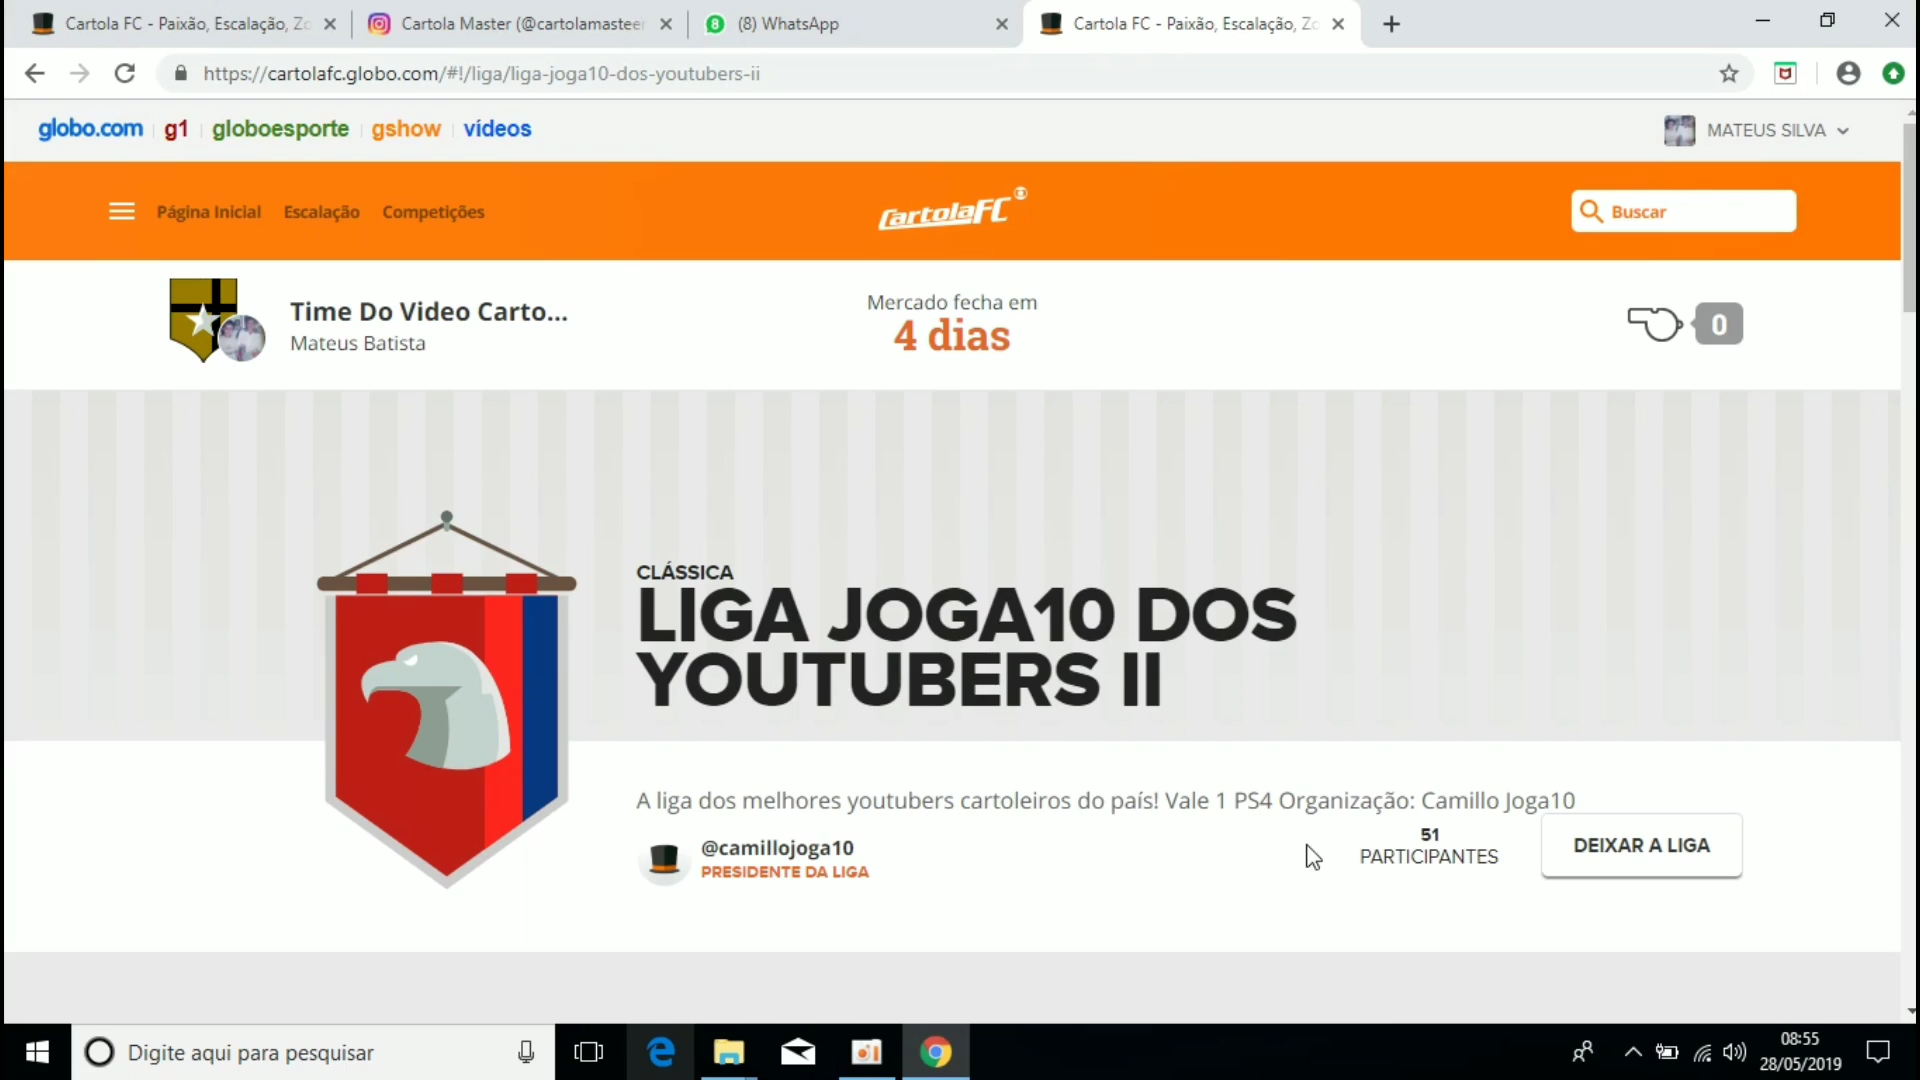 Cartola FC - Paixão, Escalação, Zo
Cartola Master (@cartolamasteer
(8) WhatsApp
Cartola FC - Paixão, Escalação, Zo
https://cartolafc.globo.com/#!/liga/liga-joga10-dos-youtubers-ii
globo.com g1 globoesporte gshow vídeos
MATEUS SILVA
Página Inicial Escalação Competições
CartolaFC
Buscar
Time Do Video Carto...
Mateus Batista
Mercado fecha em
4 dias
0
CLÁSSICA
LIGA JOGA10 DOS
YOUTUBERS II
A liga dos melhores youtubers cartoleiros do país! Vale 1 PS4 Organização: Camillo Joga10
@camillojoga10
PRESIDENTE DA LIGA
51
PARTICIPANTES
DEIXAR A LIGA
Digite aqui para pesquisar
08:55
28/05/2019